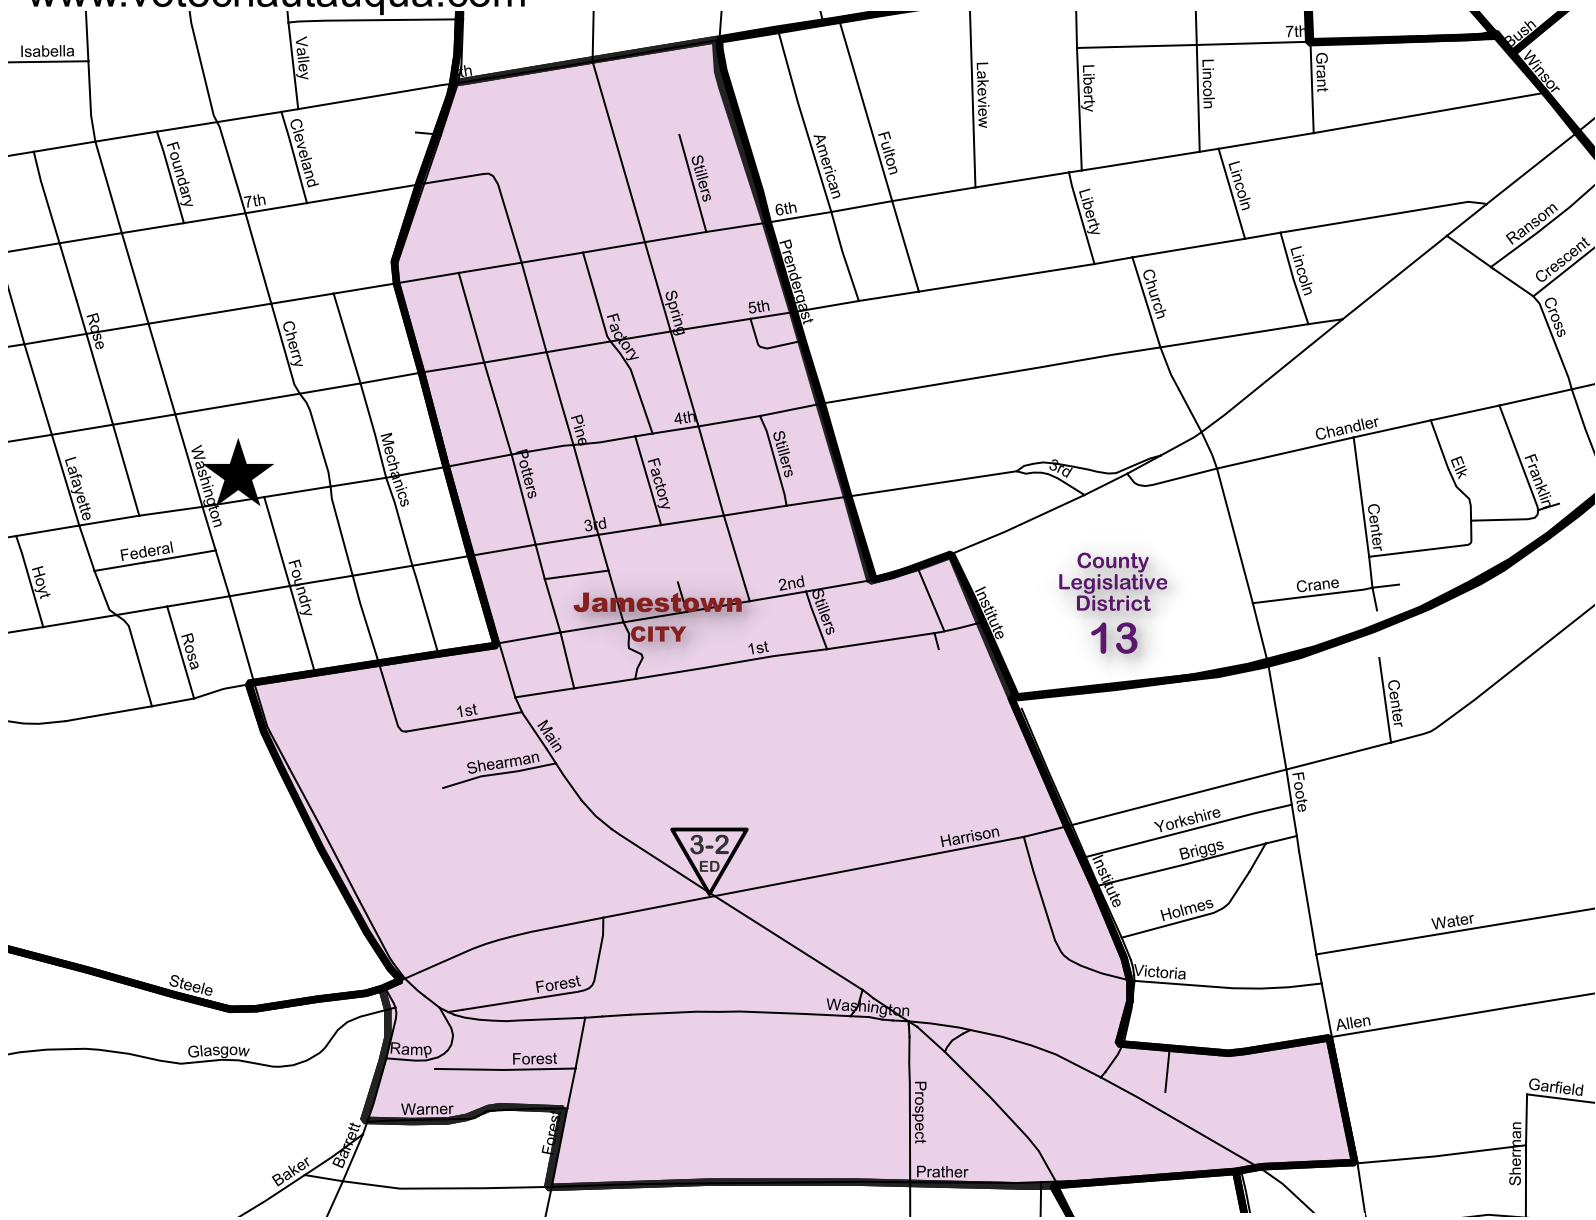 www.votechautauqua.com
Isabella
Valley
7th
Bush
Winsor
Grant
Lincoln
Liberty
Lakeview
Cleveland
Foundary
American
Fulton
Stillers
7th
6th
Liberty
Lincoln
Ransom
Crescent
Prendergast
Lincoln
Church
Cross
Rose
Cherry
Factory
Spring
5th
4th
Pine
Mechanics
Potters
Factory
Stillers
Lafayette
Washington
3rd
Chandler
Elk
Franklin
Center
3rd
Federal
Hoyt
Foundry
County
Legislative
District
13
Crane
Institute
2nd
Stillers
Jamestown
CITY
1st
Rosa
1st
Main
Shearman
Center
Foote
3-2
ED
Harrison
Yorkshire
Briggs
Institute
Holmes
Water
Victoria
Steele
Forest
Washington
Allen
Glasgow
Ramp
Forest
Warner
Forest
Prospect
Garfield
Sherman
Barrett
Baker
Prather